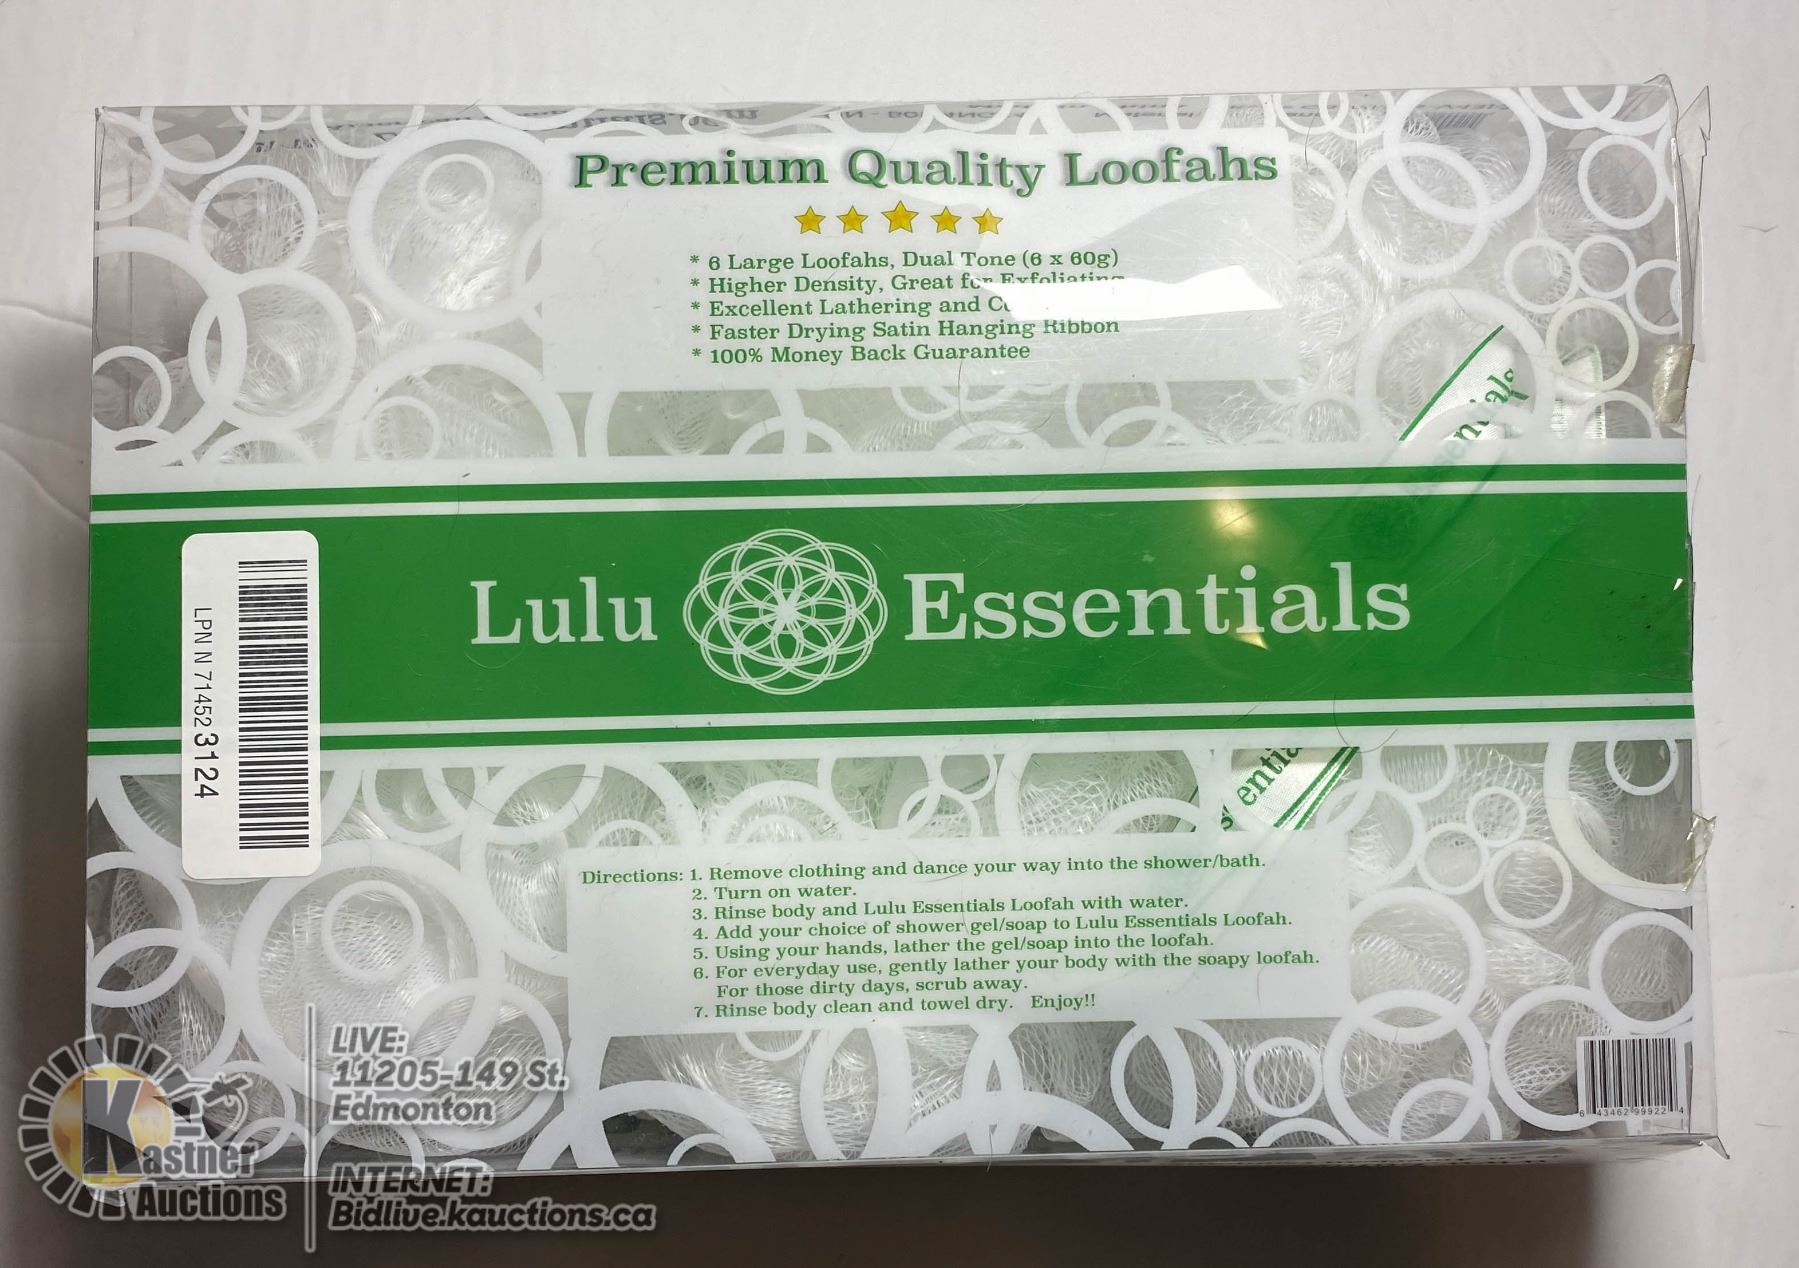 Premium Quality Loofahs
* 6 Large Loofahs, Dual Tone (6 x 60g)
* Higher Density, Great for Exfoliating
* Excellent Lathering and
* Faster Drying Satin Hanging Ribbon
* 100% Money Back Guarantee
Lulu Essentials
LPN N 714523124
Directions: 1. Remove clothing and dance your way into the shower/bath.
2. Turn on water.
3. Rinse body and Lulu Essentials Loofah with water.
4. Add your choice of shower gel/soap to Lulu Essentials Loofah.
5. Using your hands, lather the gel/soap into the loofah.
6. For everyday use, gently lather your body with the soapy loofah.
For those dirty days, scrub away.
7. Rinse body clean and towel dry. Enjoy!!
6 43462 99922 4
Kastner
Auctions
LIVE:
11205-149 St.
Edmonton
INTERNET:
Bidlive.kauctions.ca